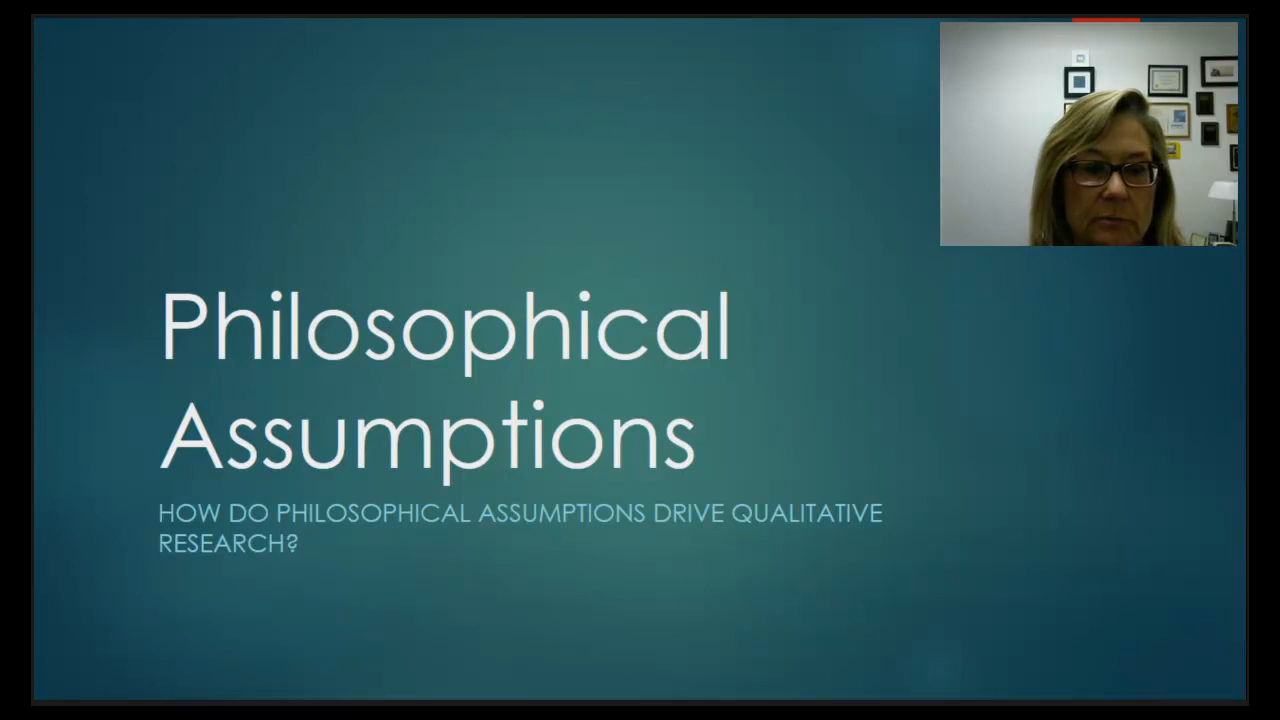 Philosophical
Assumptions
HOW DO PHILOSOPHICAL ASSUMPTIONS DRIVE QUALITATIVE
RESEARCH?